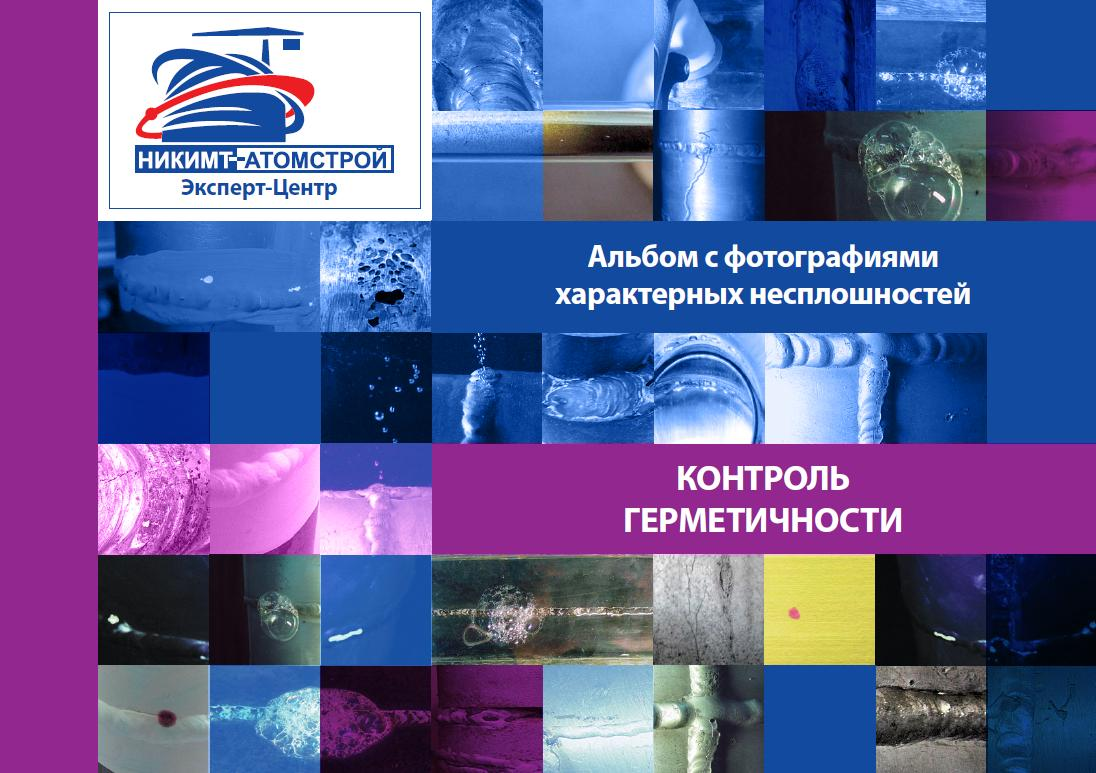 НИКИМТ-АТОМСТРОЙ
Эксперт-Центр
Альбом с фотографиями
характерных несплошностей
КОНТРОЛЬ
ГЕРМЕТИЧНОСТИ